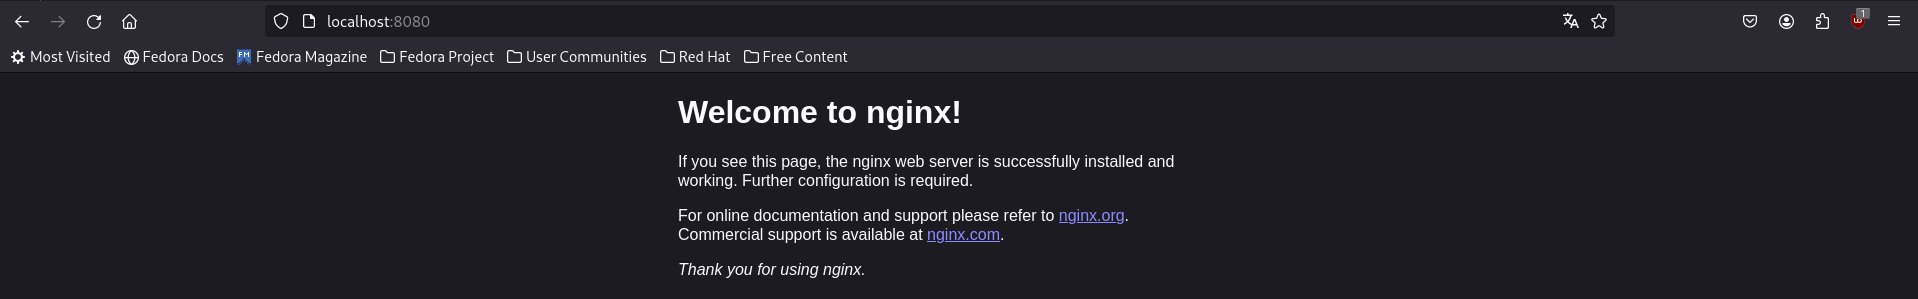 localhost:8080
1
Most Visited Fedora Docs FM Fedora Magazine Fedora Project User Communities Red Hat Free Content
Welcome to nginx!
If you see this page, the nginx web server is successfully installed and
working. Further configuration is required.
For online documentation and support please refer to nginx.org.
Commercial support is available at nginx.com.
Thank you for using nginx.